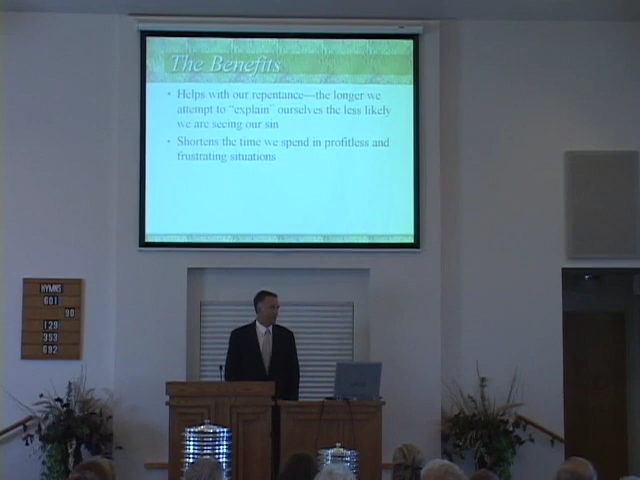 The Benefits
• Helps with our repentance—the longer we
attempt to “explain” ourselves the less likely
we are seeing our sin
• Shortens the time we spend in profitless and
frustrating situations
HYMNS
601
90
129
353
682